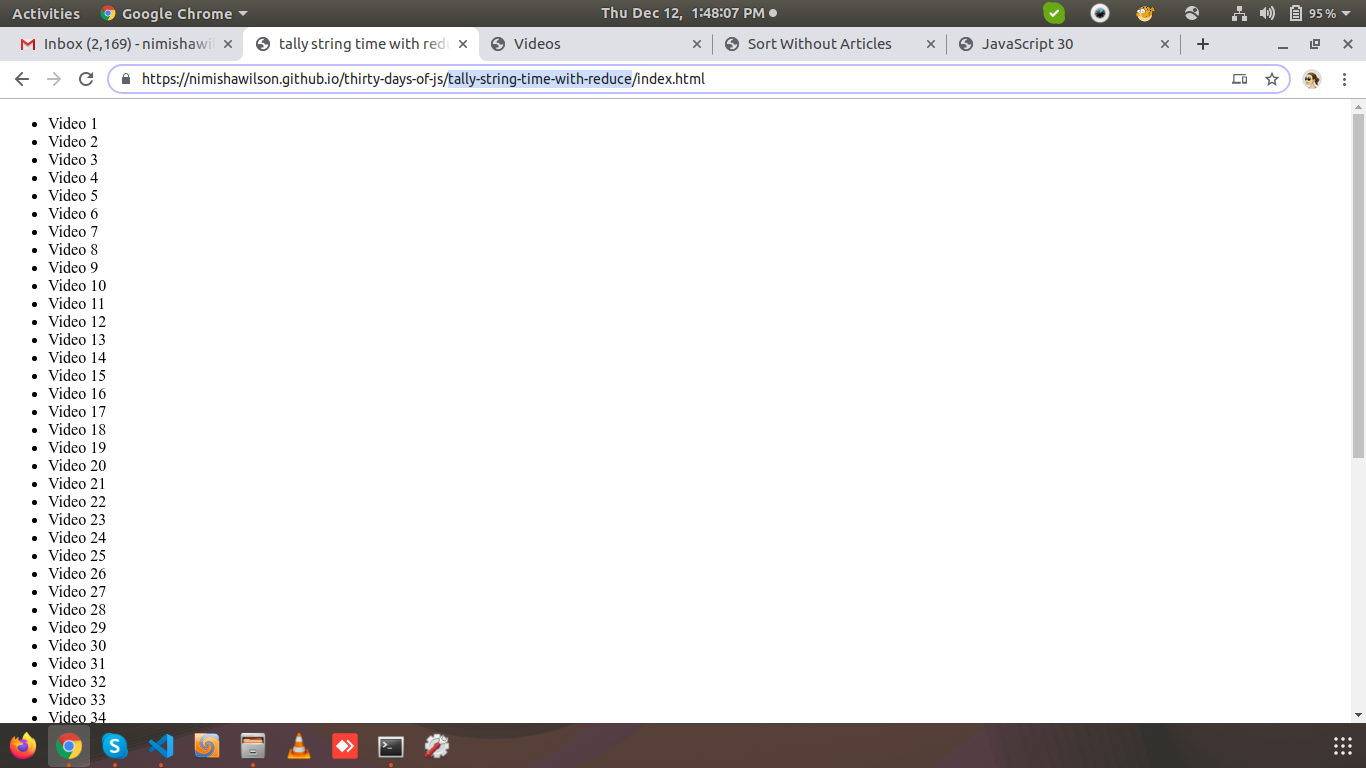 Activities Google Chrome Thu Dec 12, 1:48:07 PM 95 %
Inbox (2,169) - nimishawil tally string time with redu Videos Sort Without Articles JavaScript 30
https://nimishawilson.github.io/thirty-days-of-js/tally-string-time-with-reduce/index.html
Video 1
Video 2
Video 3
Video 4
Video 5
Video 6
Video 7
Video 8
Video 9
Video 10
Video 11
Video 12
Video 13
Video 14
Video 15
Video 16
Video 17
Video 18
Video 19
Video 20
Video 21
Video 22
Video 23
Video 24
Video 25
Video 26
Video 27
Video 28
Video 29
Video 30
Video 31
Video 32
Video 33
Video 34